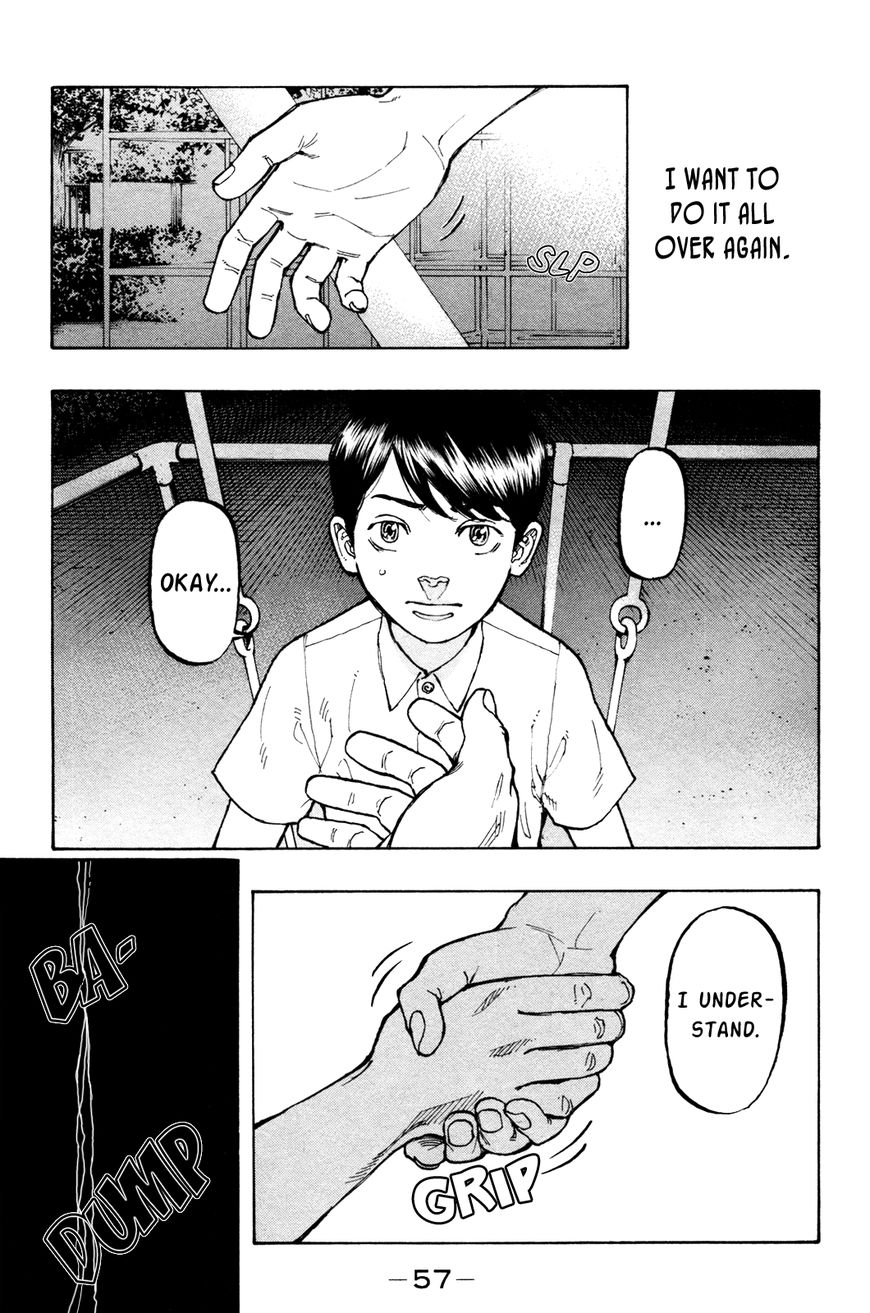 I WANT TO
DO IT ALL
OVER AGAIN.
SLP
...
OKAY...
I UNDER-
STAND.
GRIP
BA-
DUMP
—57—